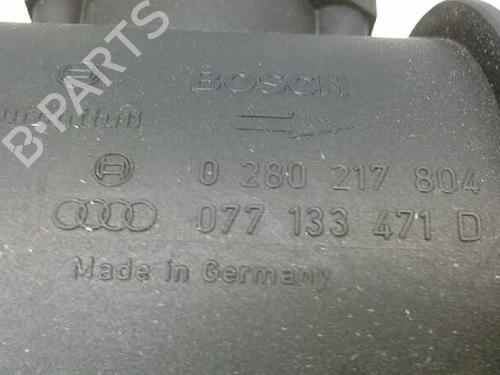 B-PARTS
BOSCH
0 280 217 804
077 133 471 D
Made in Germany